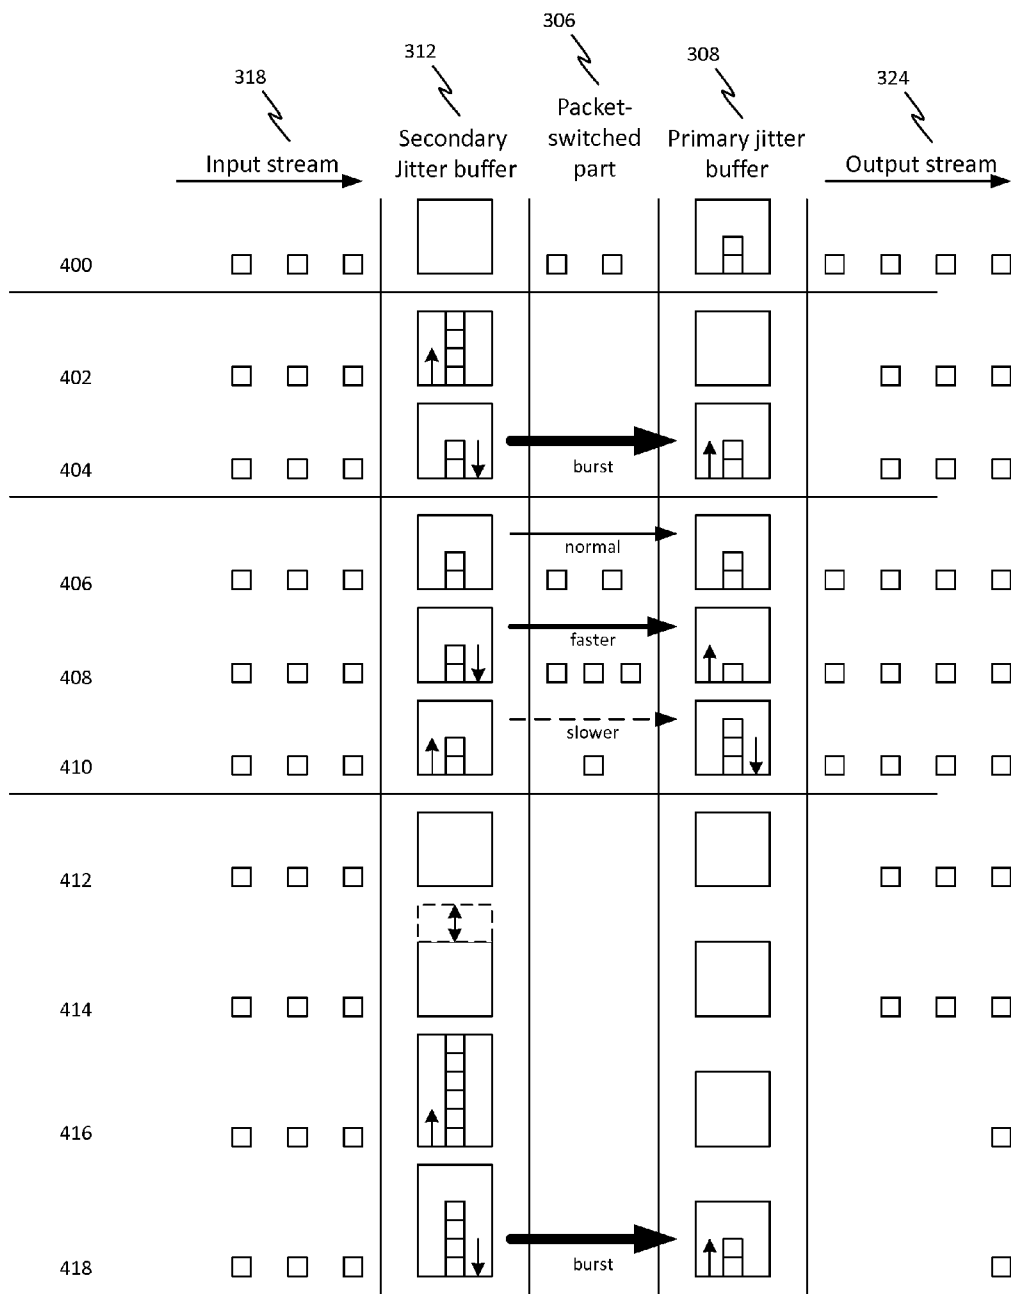 306
312
308
318
324
Packet-
switched
part
Secondary
Jitter buffer
Primary jitter
buffer
Input stream
Output stream
400
402
404
burst
normal
406
faster
408
slower
410
412
414
416
418
burst